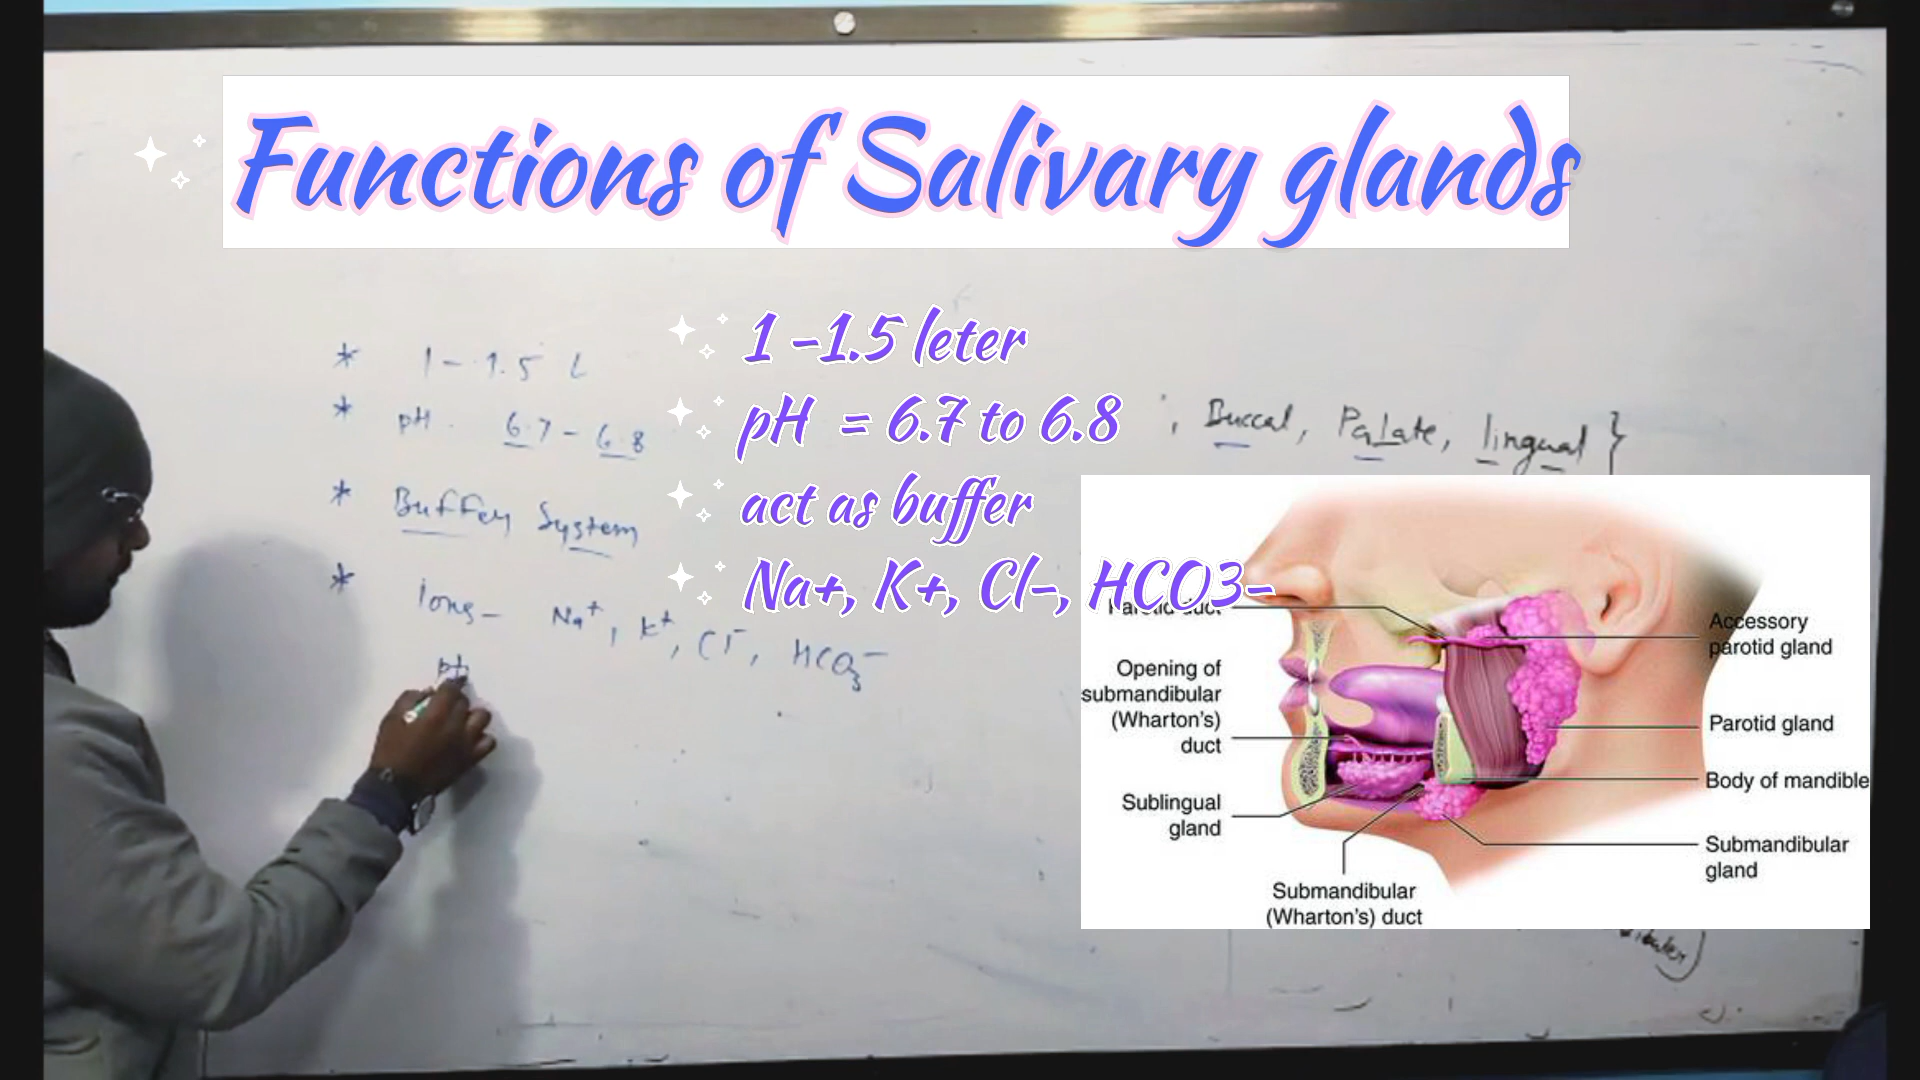 Functions of Salivary glands
* 1 - 1.5 L
* pH 6.7 - 6.8
* Buffer System
* ions - Na⁺, K⁺, Cl⁻, HCO₃⁻
1 -1.5 leter
pH = 6.7 to 6.8
act as buffer
Na+, K+, Cl-, HCO3-
; Buccal, Palate, lingual }
Parotid duct
Opening of
submandibular
(Wharton's)
duct
Sublingual
gland
Submandibular
(Wharton's) duct
Accessory
parotid gland
Parotid gland
Body of mandible
Submandibular
gland